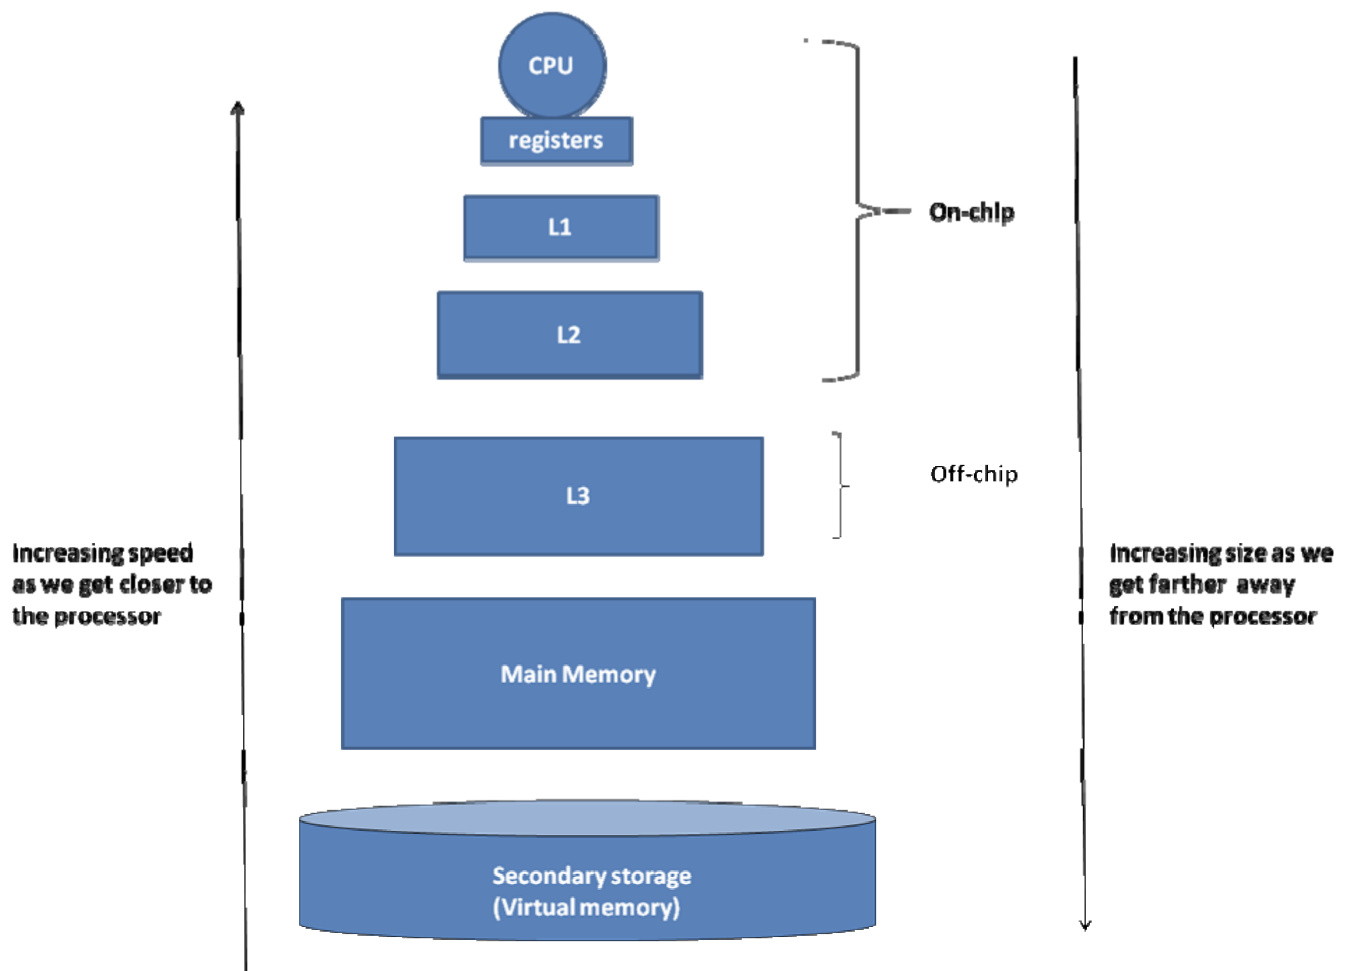 CPU
registers
L1
L2
On-chip
L3
Off-chip
Increasing speed
as we get closer to
the processor
Increasing size as we
get farther away
from the processor
Main Memory
Secondary storage
(Virtual memory)